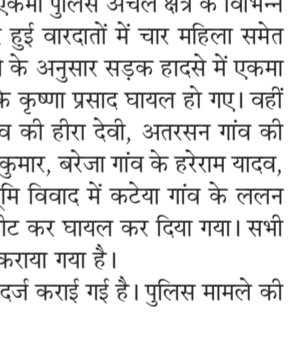 एकमा पुलिस अंचल क्षेत्र के विभिन्न
हुई वारदातों में चार महिला समेत
के अनुसार सड़क हादसे में एकमा
के कृष्णा प्रसाद घायल हो गए। वहीं
व की हीरा देवी, अतरसन गांव की
कुमार, बरेजा गांव के हरेराम यादव,
मि विवाद में कटेया गांव के ललन
ीट कर घायल कर दिया गया। सभी
कराया गया है।
दर्ज कराई गई है। पुलिस मामले की